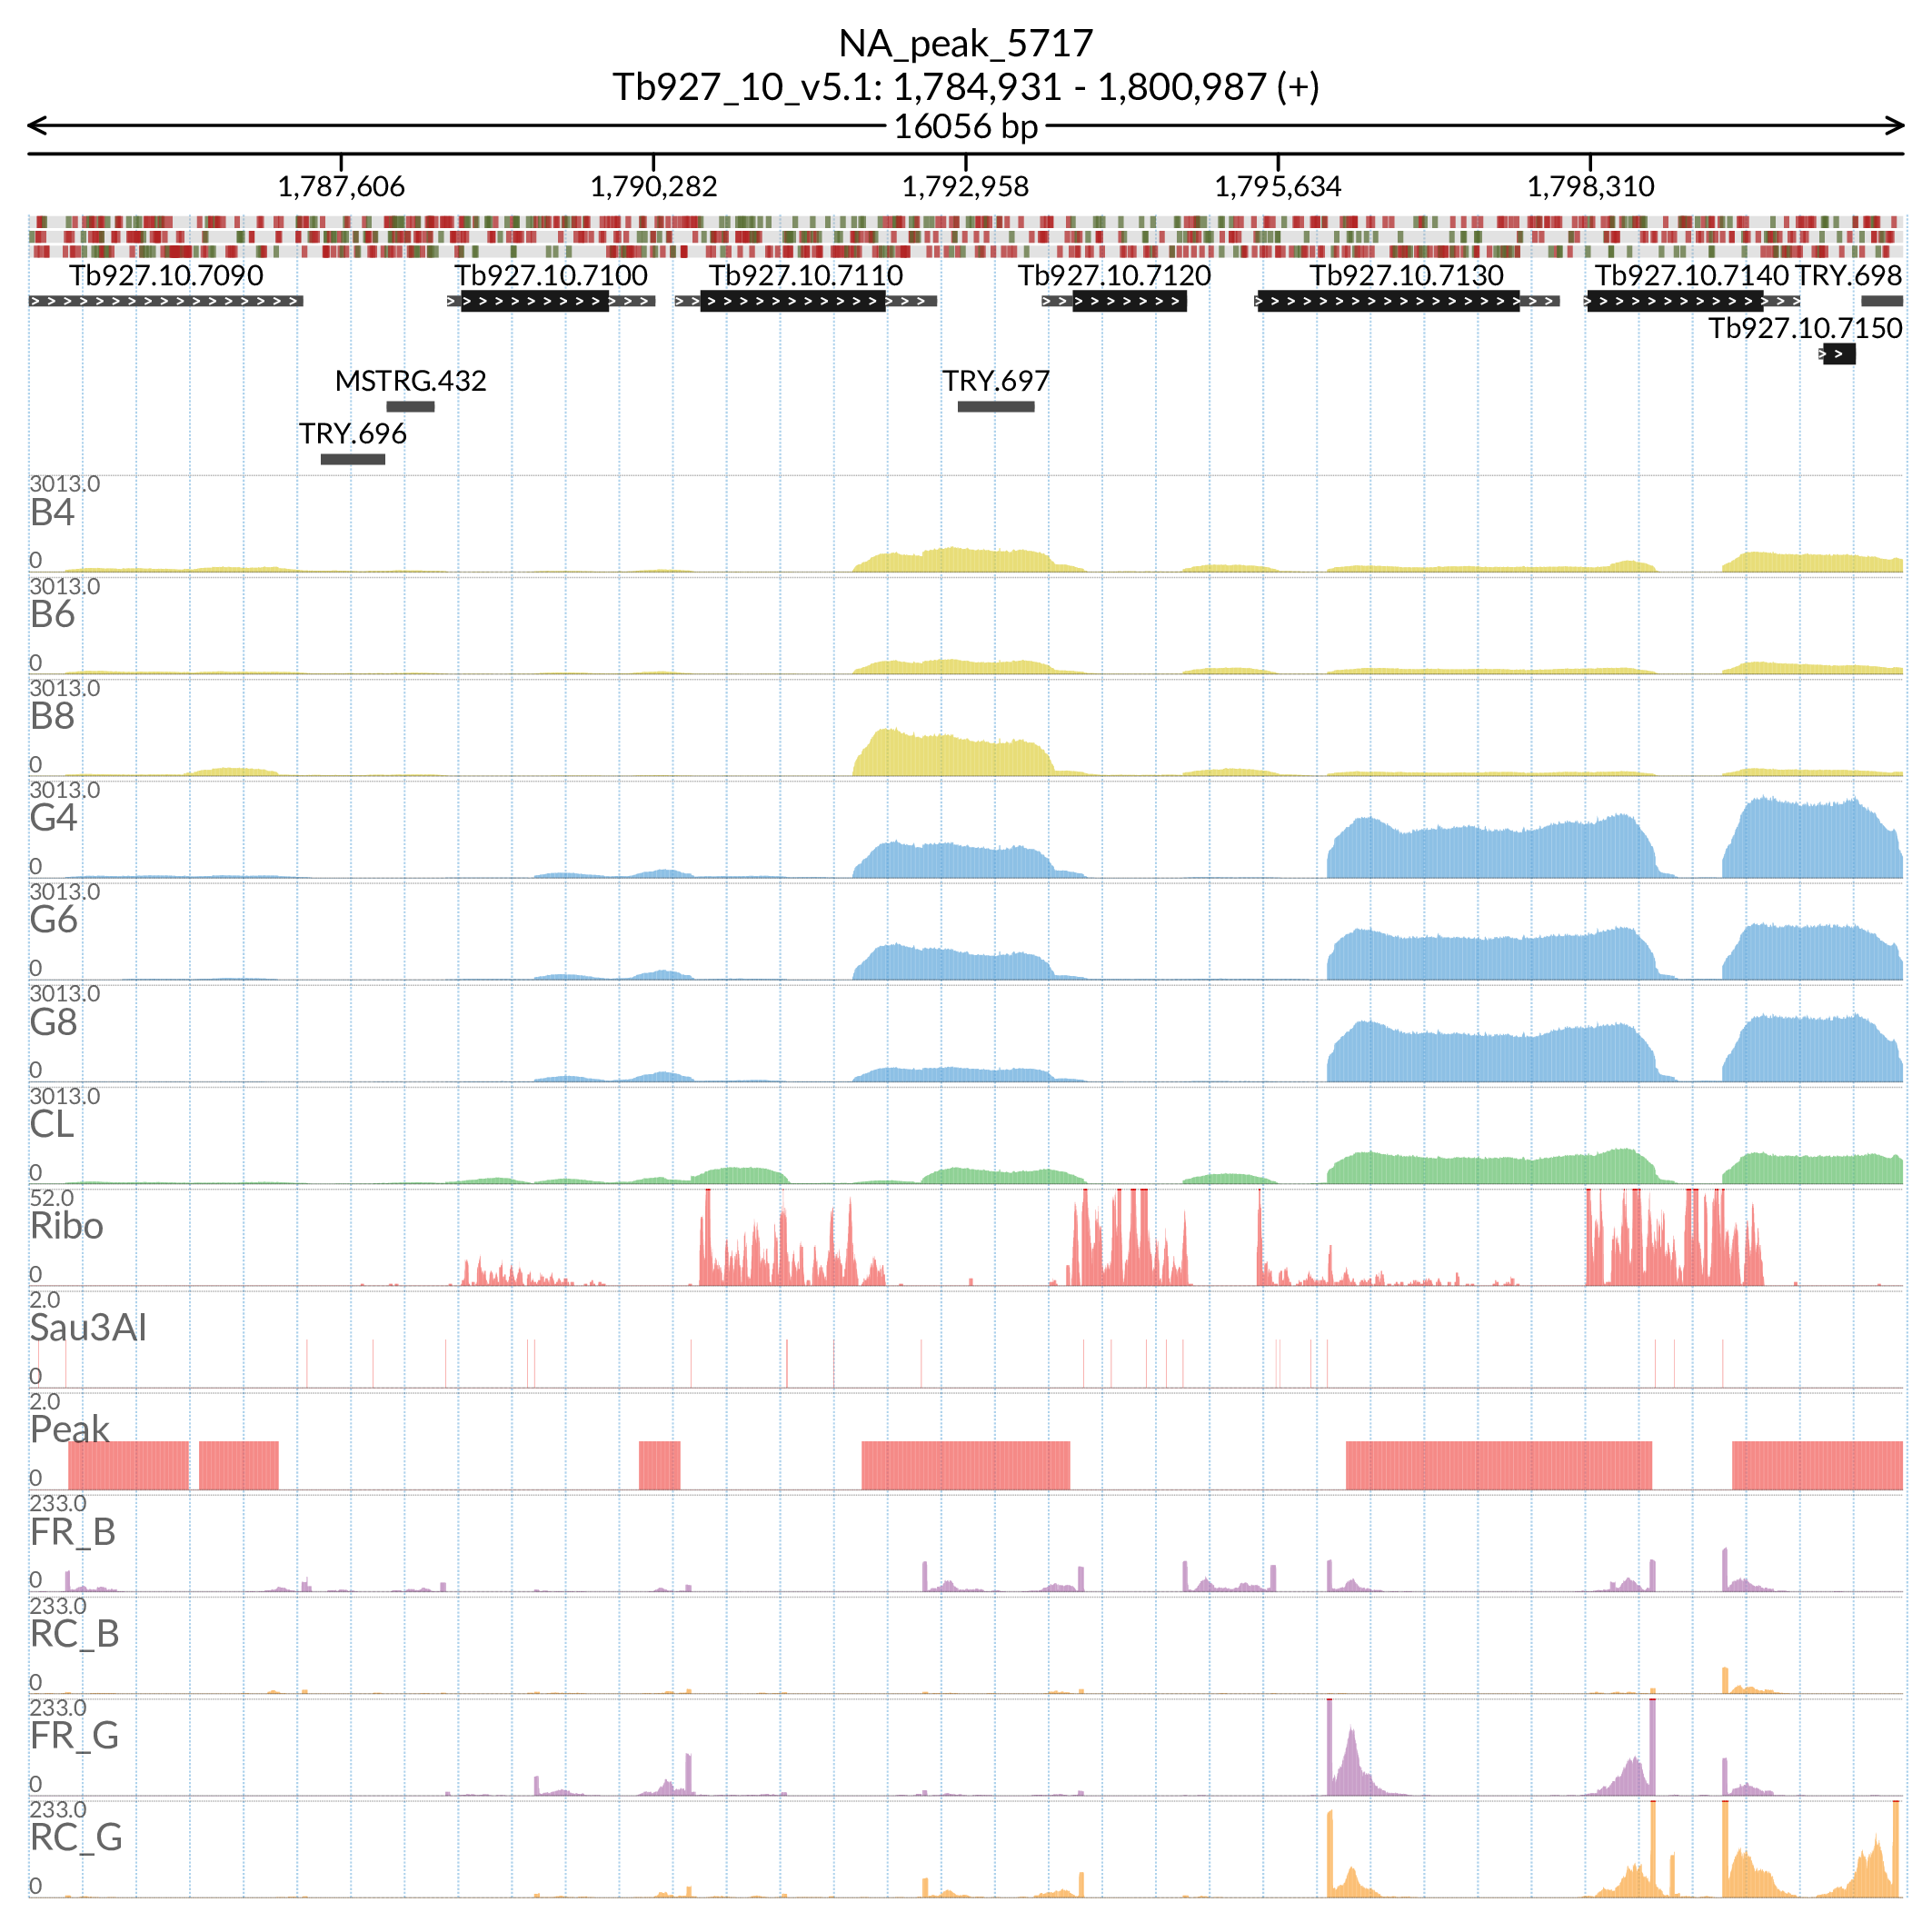 NA_peak_5717
Tb927_10_v5.1: 1,784,931 - 1,800,987 (+)
16056 bp
1,787,606 1,790,282 1,792,958 1,795,634 1,798,310
Tb927.10.7090 Tb927.10.7100 Tb927.10.7110 Tb927.10.7120 Tb927.10.7130 Tb927.10.7140 TRY.698
Tb927.10.7150
MSTRG.432 TRY.697
TRY.696
3013.0
B4
0
3013.0
B6
0
3013.0
B8
0
3013.0
G4
0
3013.0
G6
0
3013.0
G8
0
3013.0
CL
0
52.0
Ribo
0
2.0
Sau3AI
0
2.0
Peak
0
233.0
FR_B
0
233.0
RC_B
0
233.0
FR_G
0
233.0
RC_G
0